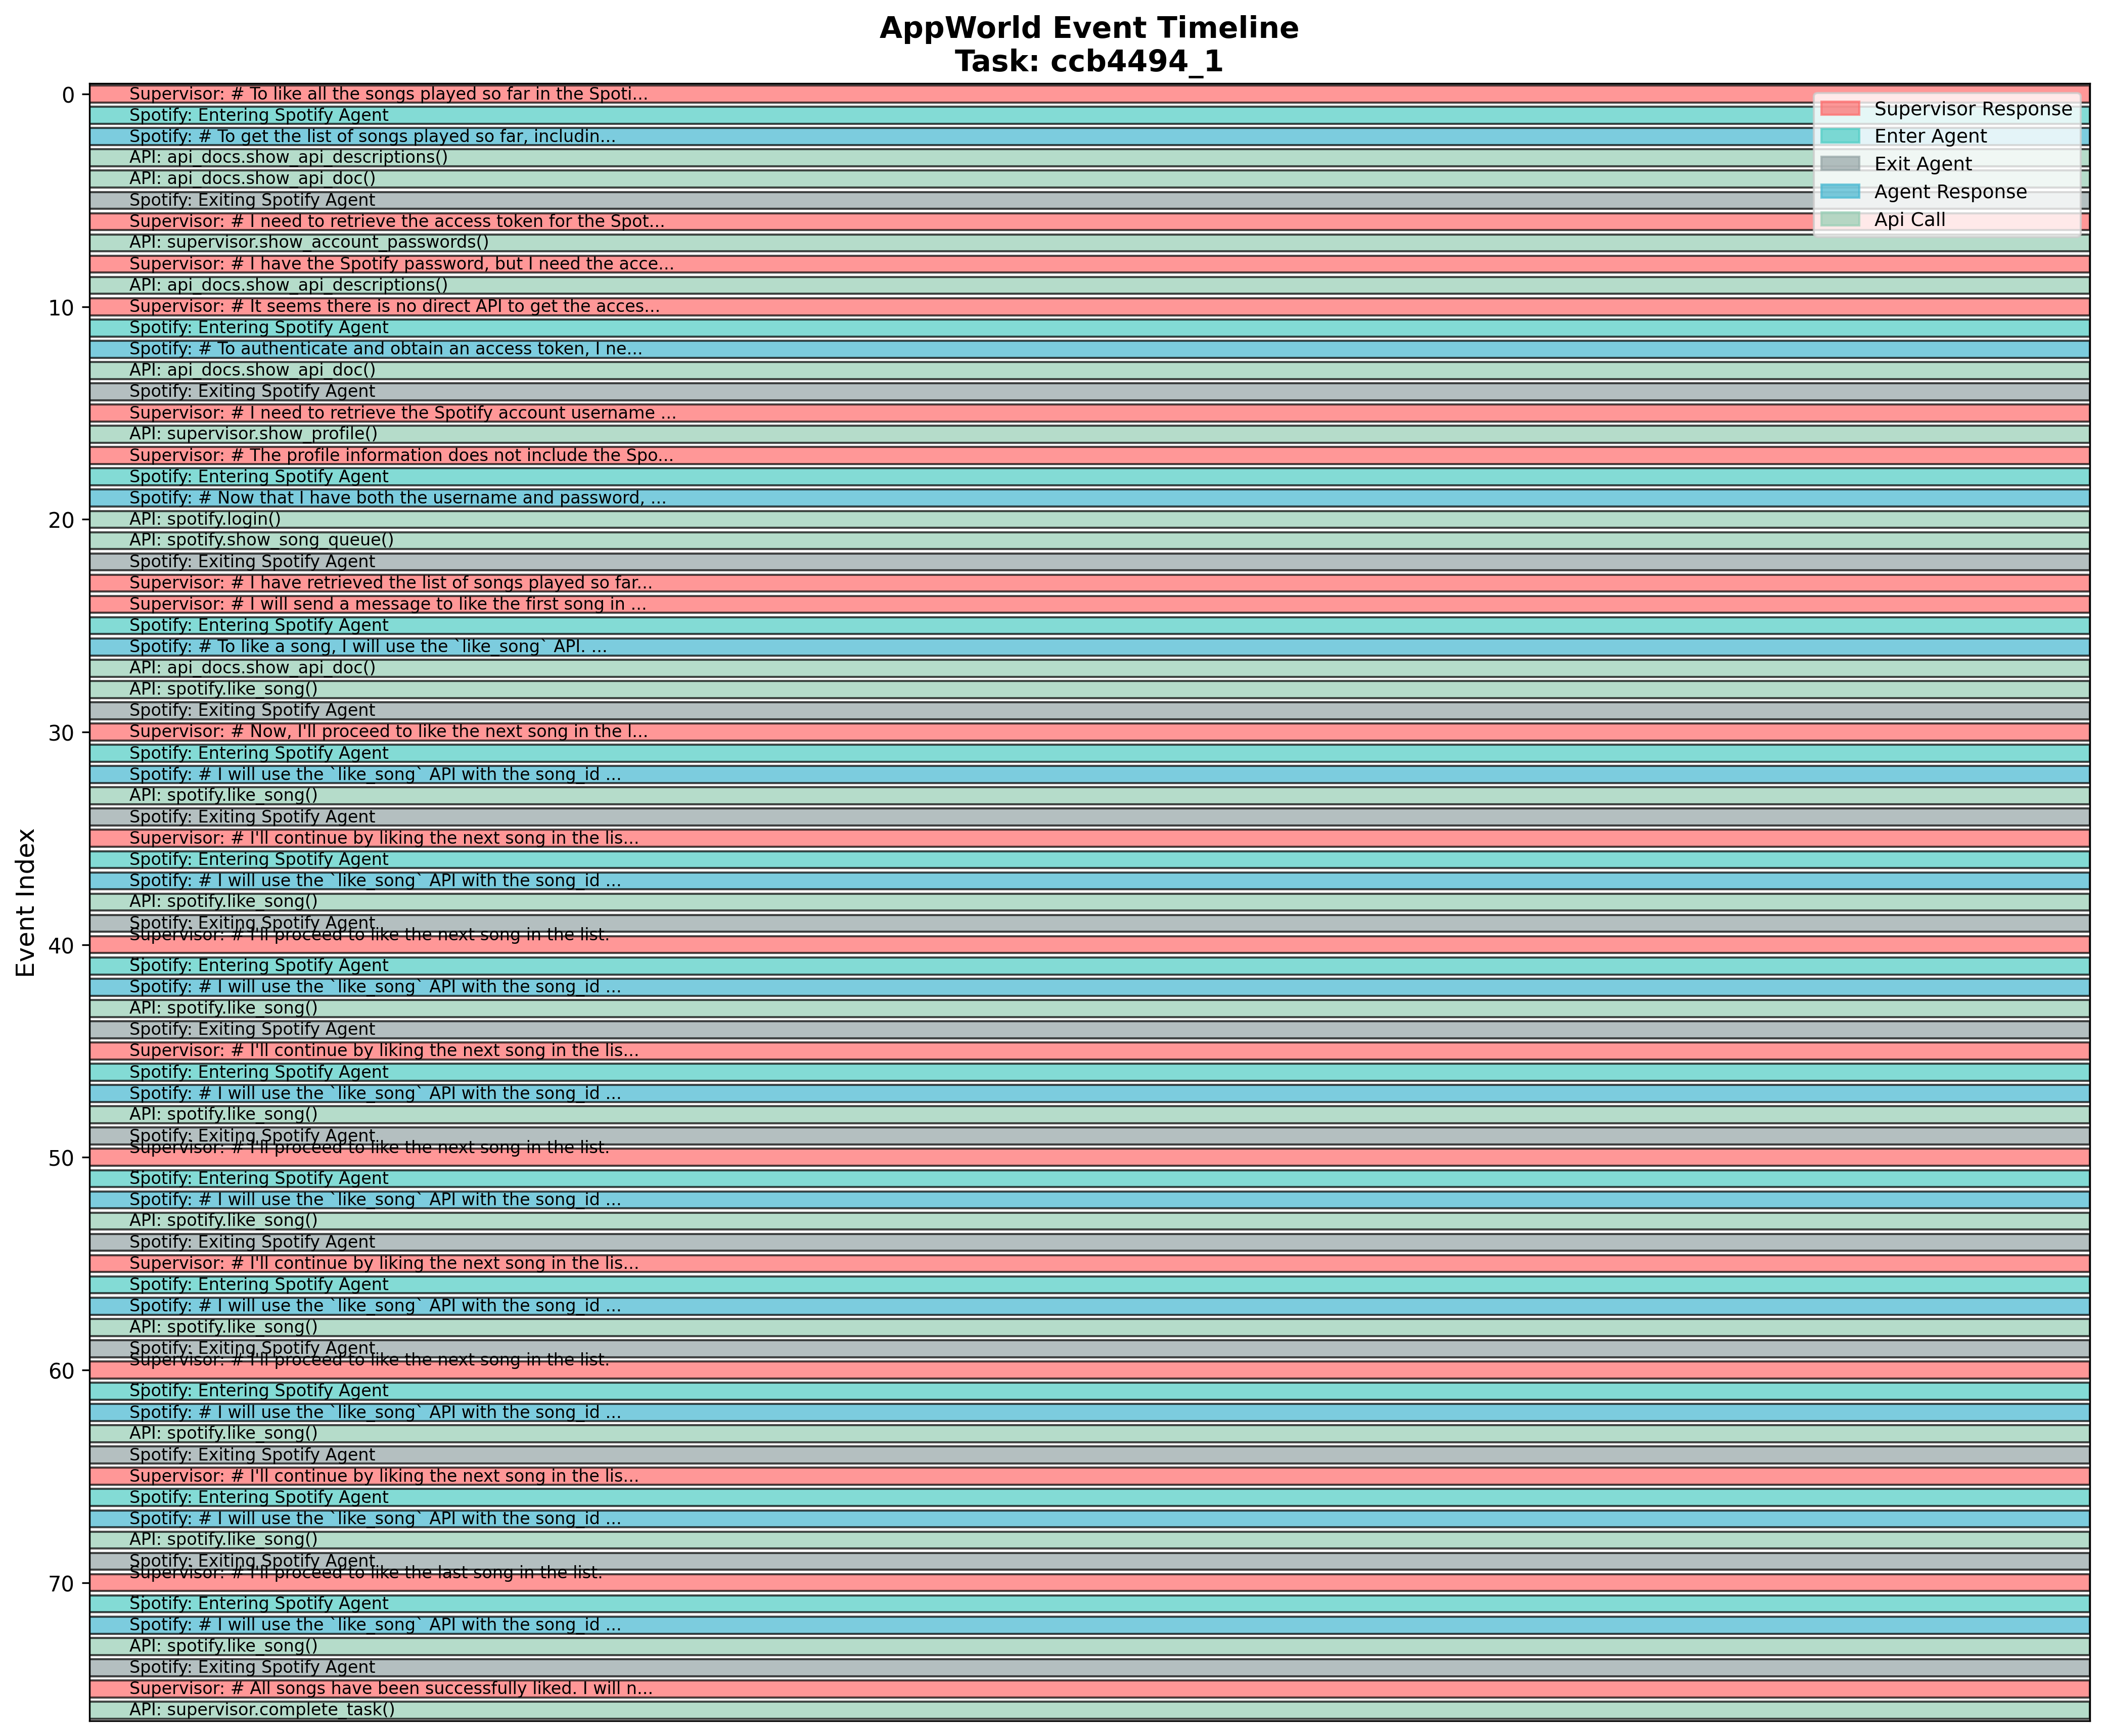 AppWorld Event Timeline
Task: ccb4494_1
Supervisor Response
Enter Agent
Exit Agent
Agent Response
Api Call
Event Index
0
10
20
30
40
50
60
70
Supervisor: # To like all the songs played so far in the Spoti...
Spotify: Entering Spotify Agent
Spotify: # To get the list of songs played so far, includin...
API: api_docs.show_api_descriptions()
API: api_docs.show_api_doc()
Spotify: Exiting Spotify Agent
Supervisor: # I need to retrieve the access token for the Spot...
API: supervisor.show_account_passwords()
Supervisor: # I have the Spotify password, but I need the acce...
API: api_docs.show_api_descriptions()
Supervisor: # It seems there is no direct API to get the acces...
Spotify: Entering Spotify Agent
Spotify: # To authenticate and obtain an access token, I ne...
API: api_docs.show_api_doc()
Spotify: Exiting Spotify Agent
Supervisor: # I need to retrieve the Spotify account username ...
API: supervisor.show_profile()
Supervisor: # The profile information does not include the Spo...
Spotify: Entering Spotify Agent
Spotify: # Now that I have both the username and password, ...
API: spotify.login()
API: spotify.show_song_queue()
Spotify: Exiting Spotify Agent
Supervisor: # I have retrieved the list of songs played so far...
Supervisor: # I will send a message to like the first song in ...
Spotify: Entering Spotify Agent
Spotify: # To like a song, I will use the `like_song` API. ...
API: api_docs.show_api_doc()
API: spotify.like_song()
Spotify: Exiting Spotify Agent
Supervisor: # Now, I'll proceed to like the next song in the l...
Spotify: Entering Spotify Agent
Spotify: # I will use the `like_song` API with the song_id ...
API: spotify.like_song()
Spotify: Exiting Spotify Agent
Supervisor: # I'll continue by liking the next song in the lis...
Spotify: Entering Spotify Agent
Spotify: # I will use the `like_song` API with the song_id ...
API: spotify.like_song()
Spotify: Exiting Spotify Agent
Supervisor: # I'll proceed to like the next song in the list.
Spotify: Entering Spotify Agent
Spotify: # I will use the `like_song` API with the song_id ...
API: spotify.like_song()
Spotify: Exiting Spotify Agent
Supervisor: # I'll continue by liking the next song in the lis...
Spotify: Entering Spotify Agent
Spotify: # I will use the `like_song` API with the song_id ...
API: spotify.like_song()
Spotify: Exiting Spotify Agent
Supervisor: # I'll proceed to like the next song in the list.
Spotify: Entering Spotify Agent
Spotify: # I will use the `like_song` API with the song_id ...
API: spotify.like_song()
Spotify: Exiting Spotify Agent
Supervisor: # I'll continue by liking the next song in the lis...
Spotify: Entering Spotify Agent
Spotify: # I will use the `like_song` API with the song_id ...
API: spotify.like_song()
Spotify: Exiting Spotify Agent
Supervisor: # I'll proceed to like the next song in the list.
Spotify: Entering Spotify Agent
Spotify: # I will use the `like_song` API with the song_id ...
API: spotify.like_song()
Spotify: Exiting Spotify Agent
Supervisor: # I'll continue by liking the next song in the lis...
Spotify: Entering Spotify Agent
Spotify: # I will use the `like_song` API with the song_id ...
API: spotify.like_song()
Spotify: Exiting Spotify Agent
Supervisor: # I'll proceed to like the last song in the list.
Spotify: Entering Spotify Agent
Spotify: # I will use the `like_song` API with the song_id ...
API: spotify.like_song()
Spotify: Exiting Spotify Agent
Supervisor: # All songs have been successfully liked. I will n...
API: supervisor.complete_task()